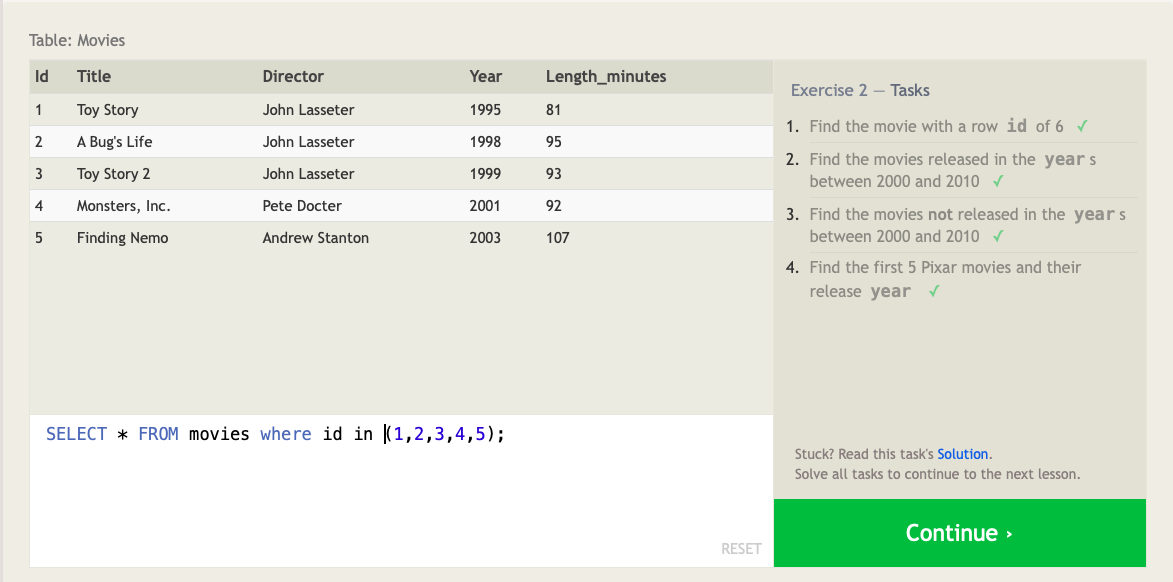 Table: Movies
Id Title Director Year Length_minutes
1 Toy Story John Lasseter 1995 81
2 A Bug's Life John Lasseter 1998 95
3 Toy Story 2 John Lasseter 1999 93
4 Monsters, Inc. Pete Docter 2001 92
5 Finding Nemo Andrew Stanton 2003 107
SELECT * FROM movies where id in (1,2,3,4,5);
RESET
Exercise 2 — Tasks
1. Find the movie with a row id of 6 ✓
2. Find the movies released in the year s
between 2000 and 2010 ✓
3. Find the movies not released in the year s
between 2000 and 2010 ✓
4. Find the first 5 Pixar movies and their
release year ✓
Stuck? Read this task's Solution.
Solve all tasks to continue to the next lesson.
Continue ›